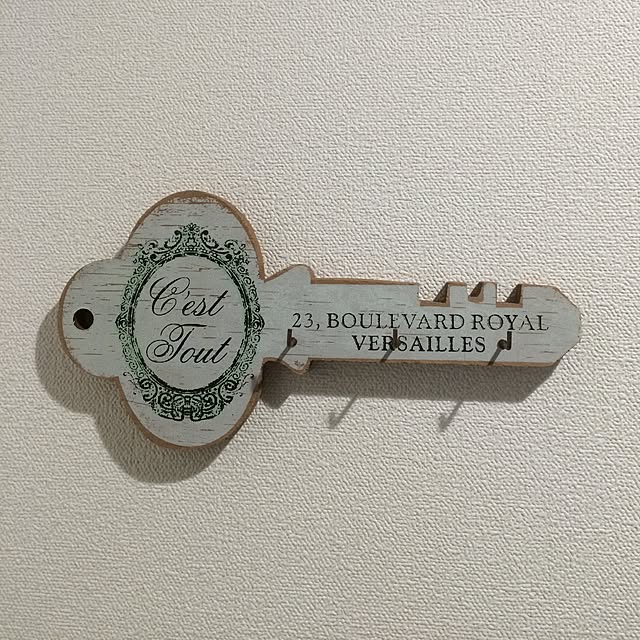 C'est
Tout
23, BOULEVARD ROYAL
VERSAILLES